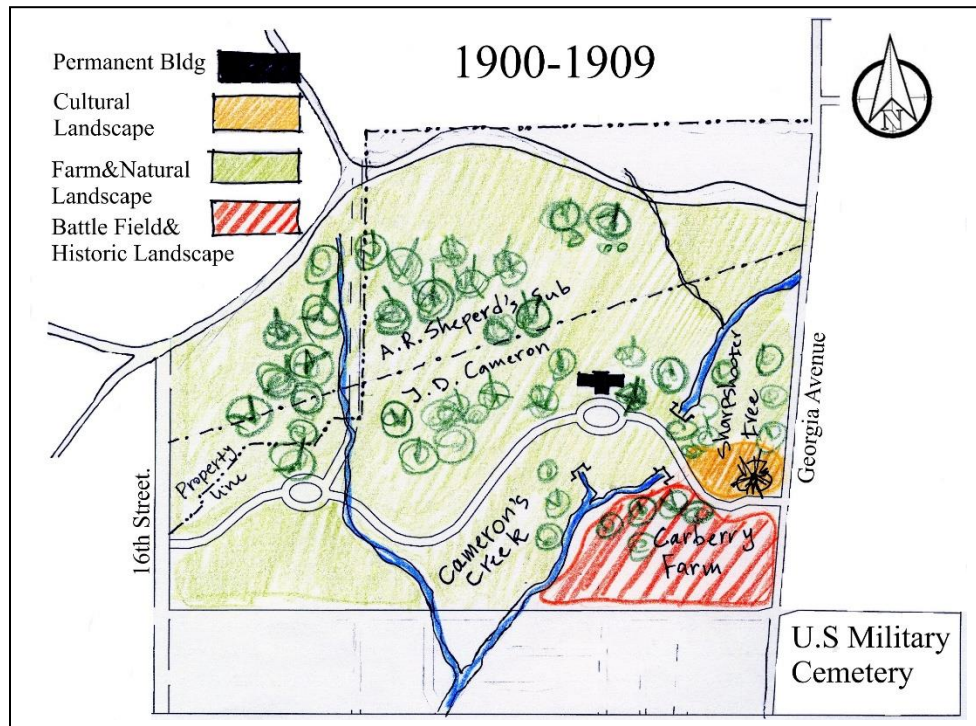 1900-1909
Permanent Bldg
Cultural
Landscape
Farm&Natural
Landscape
Battle Field&
Historic Landscape
N
A.R. Sheperd's Sub
J.D. Cameron
Sharpshooter
tree
Georgia Avenue
Property
line
16th Street.
Cameron's
Creek
Carberry
Farm
U.S Military
Cemetery